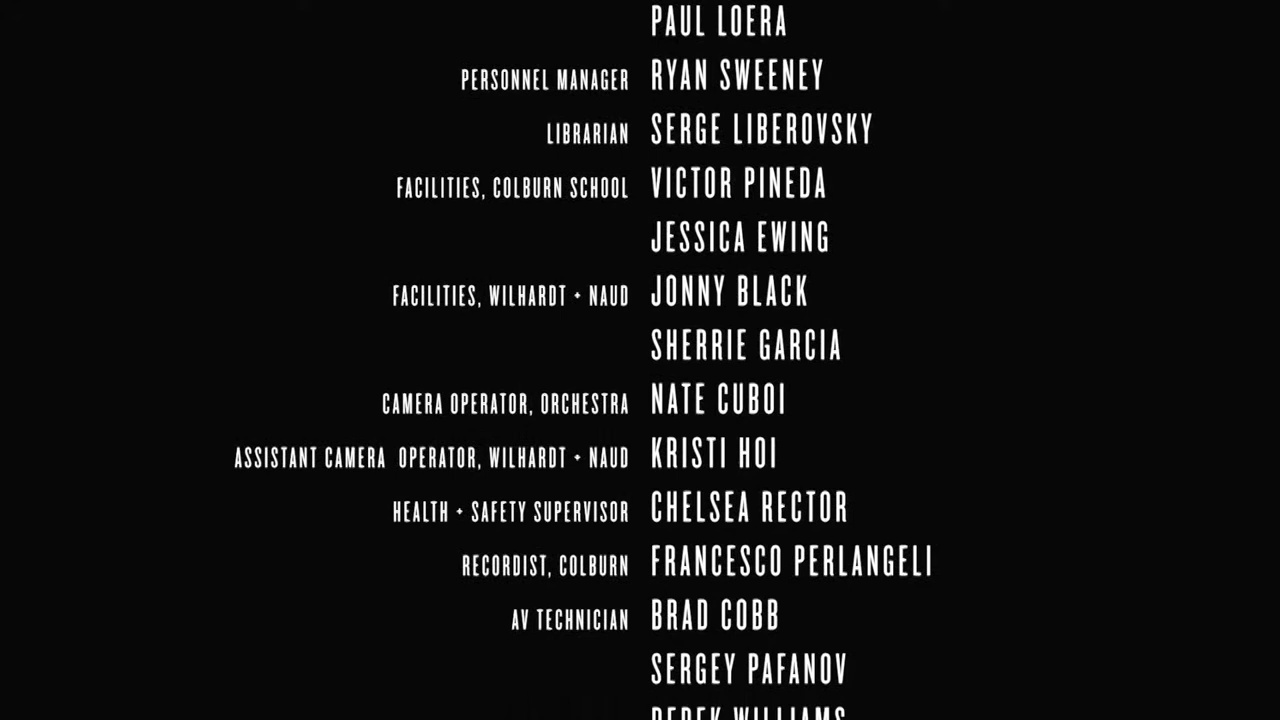 PAUL LOERA
PERSONNEL MANAGER RYAN SWEENEY
LIBRARIAN SERGE LIBEROVSKY
FACILITIES, COLBURN SCHOOL VICTOR PINEDA
JESSICA EWING
FACILITIES, WILHARDT + NAUD JONNY BLACK
SHERRIE GARCIA
CAMERA OPERATOR, ORCHESTRA NATE CUBOI
ASSISTANT CAMERA OPERATOR, WILHARDT + NAUD KRISTI HOI
HEALTH + SAFETY SUPERVISOR CHELSEA RECTOR
RECORDIST, COLBURN FRANCESCO PERLANGELI
AV TECHNICIAN BRAD COBB
SERGEY PAFANOV
DEREK WILLIAMS